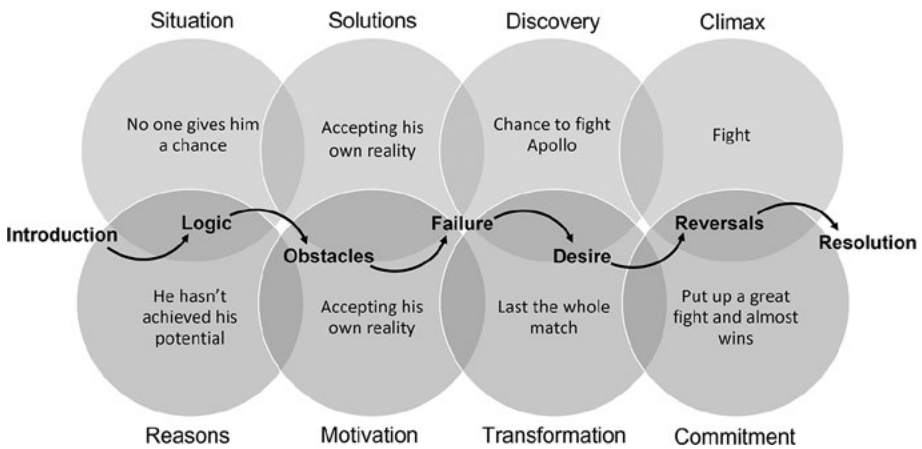 Situation
Solutions
Discovery
Climax
No one gives him
a chance
Accepting his
own reality
Chance to fight
Apollo
Fight
Introduction
Logic
Obstacles
Failure
Desire
Reversals
Resolution
He hasn't
achieved his
potential
Accepting his
own reality
Last the whole
match
Put up a great
fight and almost
wins
Reasons
Motivation
Transformation
Commitment